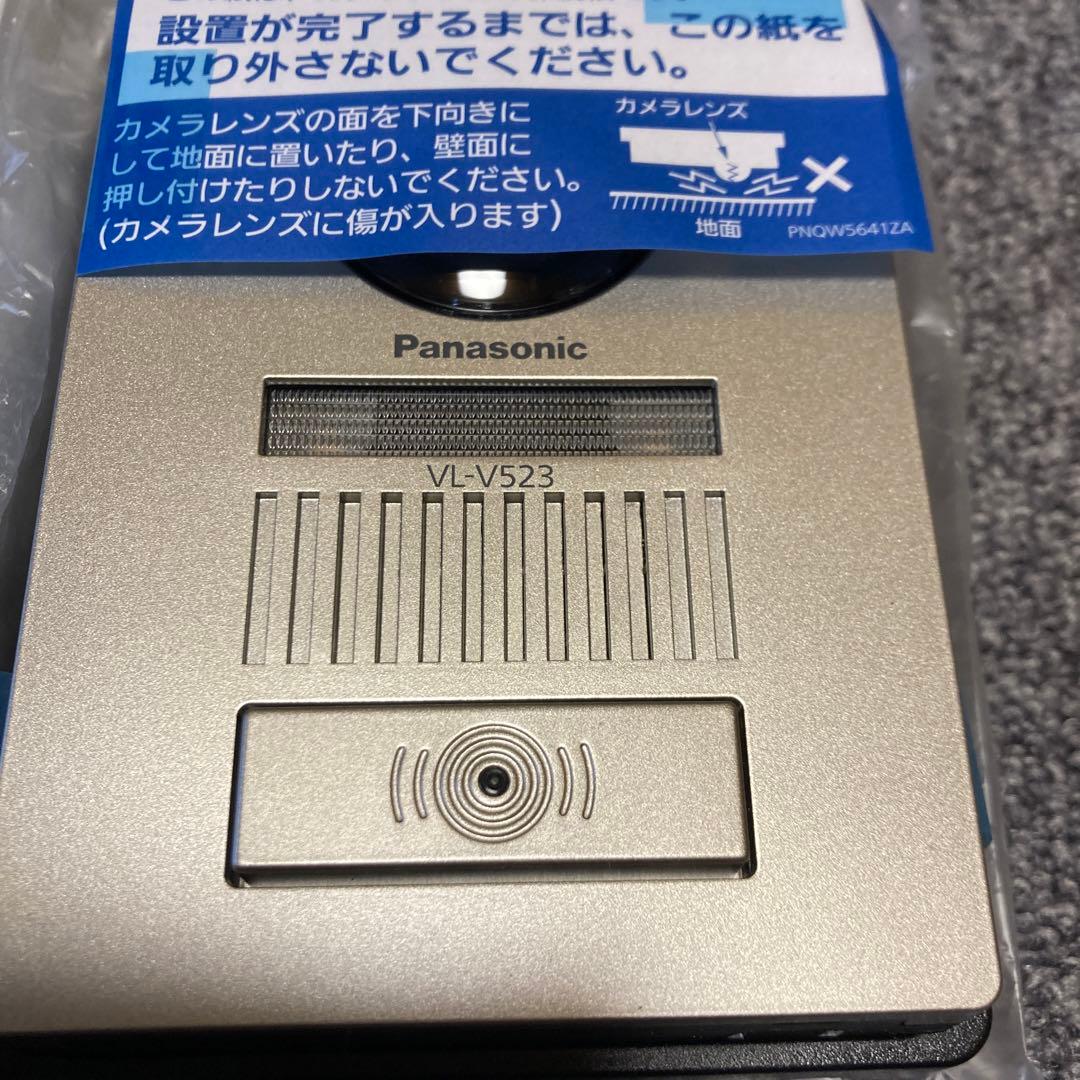 設置が完了するまでは、この紙を
取り外さないでください。
カメラレンズの面を下向きに
して地面に置いたり、壁面に
押し付けたりしないでください。
(カメラレンズに傷が入ります)
カメラレンズ
地面
PNQW5641ZA
Panasonic
VL-V523